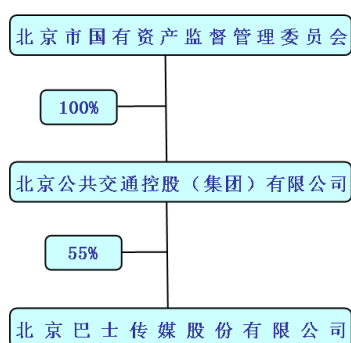 北京市国有资产监督管理委员会
100%
北京公共交通控股（集团）有限公司
55%
北京巴士传媒股份有限公司